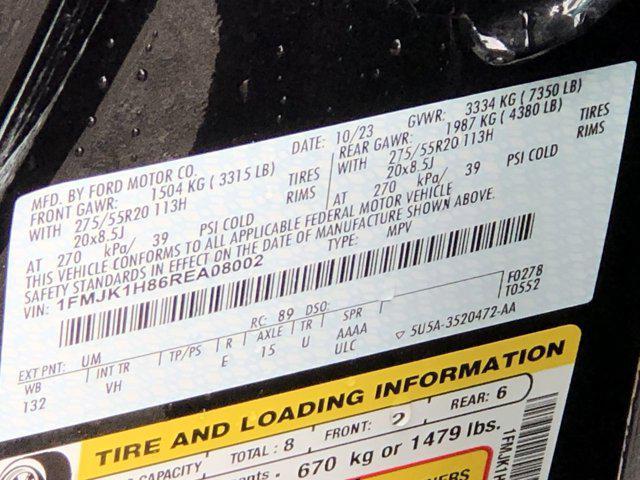 MFD. BY FORD MOTOR CO.
DATE: 10/23 GVWR: 3334 KG ( 7350 LB)
FRONT GAWR: 1504 KG ( 3315 LB) REAR GAWR: 1987 KG ( 4380 LB)
WITH 275/55R20 113H TIRES WITH 275/55R20 113H TIRES
20x8.5J RIMS 20x8.5J RIMS
AT 270 kPa/ 39 PSI COLD AT 270 kPa/ 39 PSI COLD
THIS VEHICLE CONFORMS TO ALL APPLICABLE FEDERAL MOTOR VEHICLE
SAFETY STANDARDS IN EFFECT ON THE DATE OF MANUFACTURE SHOWN ABOVE.
VIN: 1FMJK1H86REA08002 TYPE: MPV
F0278
T0552
EXT PNT: UM RC: 89 DSO:
WB INT TR TP/PS R AXLE TR SPR
132 VH E 15 U AAAA
ULC
5U5A-3520472-AA
TIRE AND LOADING INFORMATION
CAPACITY TOTAL : 8 FRONT: 2 REAR: 6
670 kg or 1479 lbs.
1FMJK1H